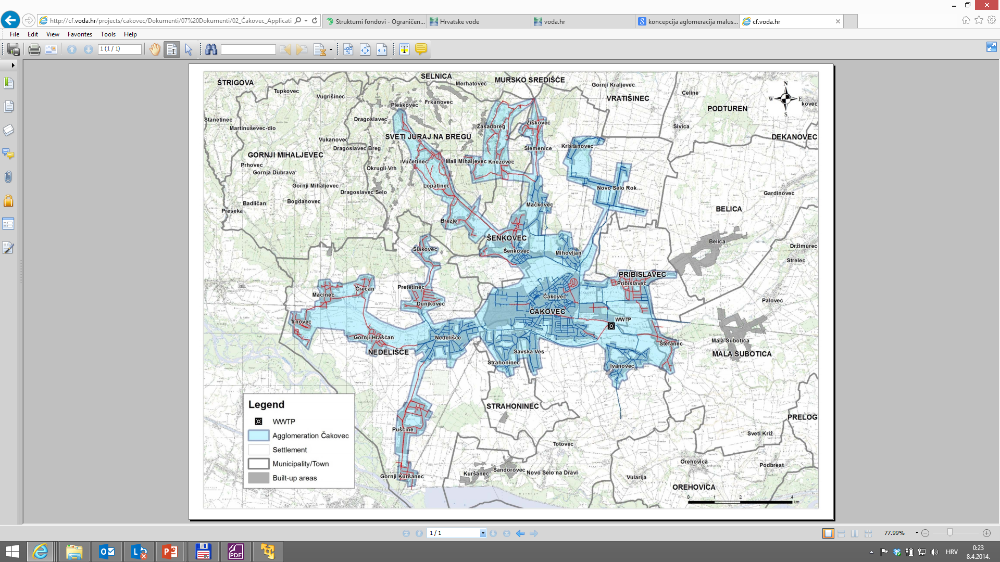 http://cf.voda.hr/projects/cakovec/Dokumenti/07%20Dokumenti/02_Čakovec_Applicati
Strukturni fondovi - Ograničen...
Hrvatske vode
voda.hr
koncepcija aglomeracija malus...
cf.voda.hr
File Edit View Favorites Tools Help
1 (1 / 1)
SELNICA
ŠTRIGOVA
MURSKO SREDIŠĆE
Merhatovec
Gornji Kraljevec
Tupkovec
Vugrišinec
Celine
VRATIŠINEC
N
W E
S
kovec
Pleškovec
Frkanovec
PODTUREN
Stanetinec
Dragoslavec
Martinuševec-dio
Zasadbreg
Žiškovec
Sivica
SVETI JURAJ NA BREGU
DEKANOVEC
Vukanovec
Dragoslavec Breg
Slemenice
Krištanovec
GORNJI MIHALJEVEC
Prhovec
Vučetinec
Mali Mihaljevec
Knezovec
Okrugli Vrh
Gornja Dubrava
Gornji Mihaljevec
Lopatinec
Novo Selo Rok
Dragoslavec Selo
Gardinovec
Badličan
Bogdanovec
Mačkovec
Preseka
BELICA
Brezje
ŠENKOVEC
Belica
Slakovec
Šenkovec
Mihovljan
Držimurec
Strelec
PRIBISLAVEC
Pribislavec
Pretetinec
Črečan
Macinec
Čakovec
Dunjkovec
Palovec
ČAKOVEC
WWTP
Trnovec
Gornji Hrašćan
Nedelišće
Štefanec
Mala Subotica
NEDELIŠĆE
Savska Ves
MALA SUBOTICA
Strahoninec
Ivanovec
STRAHONINEC
PRELOG
Pušćine
Sveti Križ
Totovec
Orehovica
Podbrest
Gornji Kuršanec
Kuršanec
Šandorovec
Novo Selo na Dravi
Vularija
OREHOVICA
0 1 2 4
km
Legend
WWTP
Agglomeration Čakovec
Settlement
Municipality/Town
Built-up areas
1 / 1
77.99%
HRV
0:23
8.4.2014.